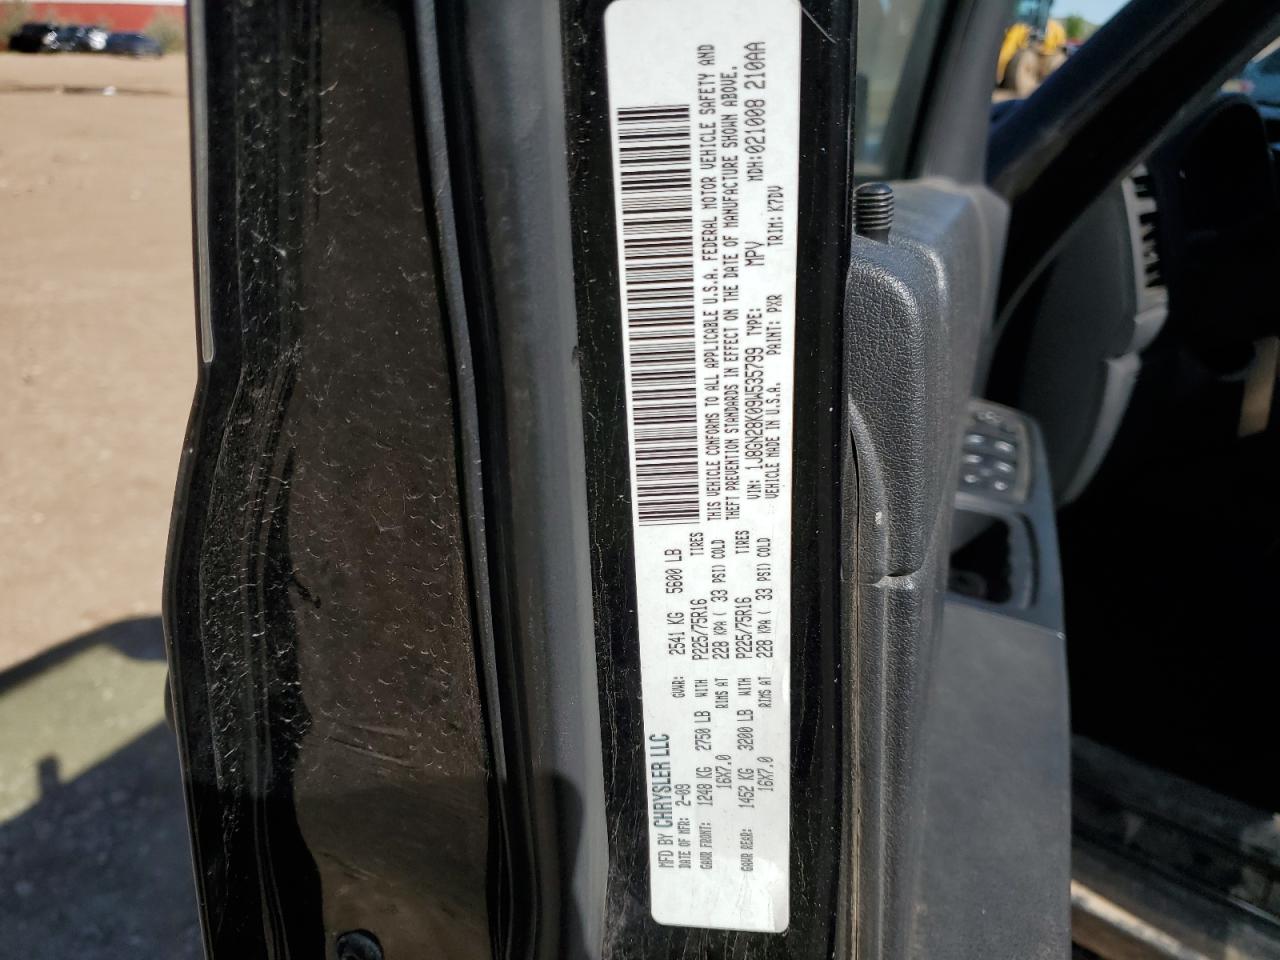 MFD BY CHRYSLER LLC
DATE OF MFR: 2-09 GVWR: 2541 KG 5600 LB
GAWR FRONT: 1248 KG 2750 LB WITH P225/75R16 TIRES
16X7.0 RIMS AT 228 KPA ( 33 PSI) COLD
GAWR REAR: 1452 KG 3200 LB WITH P225/75R16 TIRES
16X7.0 RIMS AT 228 KPA ( 33 PSI) COLD
THIS VEHICLE CONFORMS TO ALL APPLICABLE U.S.A. FEDERAL MOTOR VEHICLE SAFETY AND
THEFT PREVENTION STANDARDS IN EFFECT ON THE DATE OF MANUFACTURE SHOWN ABOVE.
VIN: 1J8GN28K09W535799 TYPE: MPV MDH:021008 210AA
VEHICLE MADE IN U.S.A. PAINT: PXR TRIM: K7DV